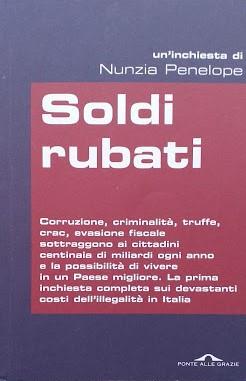 un'inchiesta di
Nunzia Penelope
Soldi
rubati
Corruzione, criminalità, truffe,
crac, evasione fiscale
sottraggono ai cittadini
centinaia di miliardi ogni anno
e la possibilità di vivere
in un Paese migliore. La prima
inchiesta completa sui devastanti
costi dell'illegalità in Italia
PONTE ALLE GRAZIE